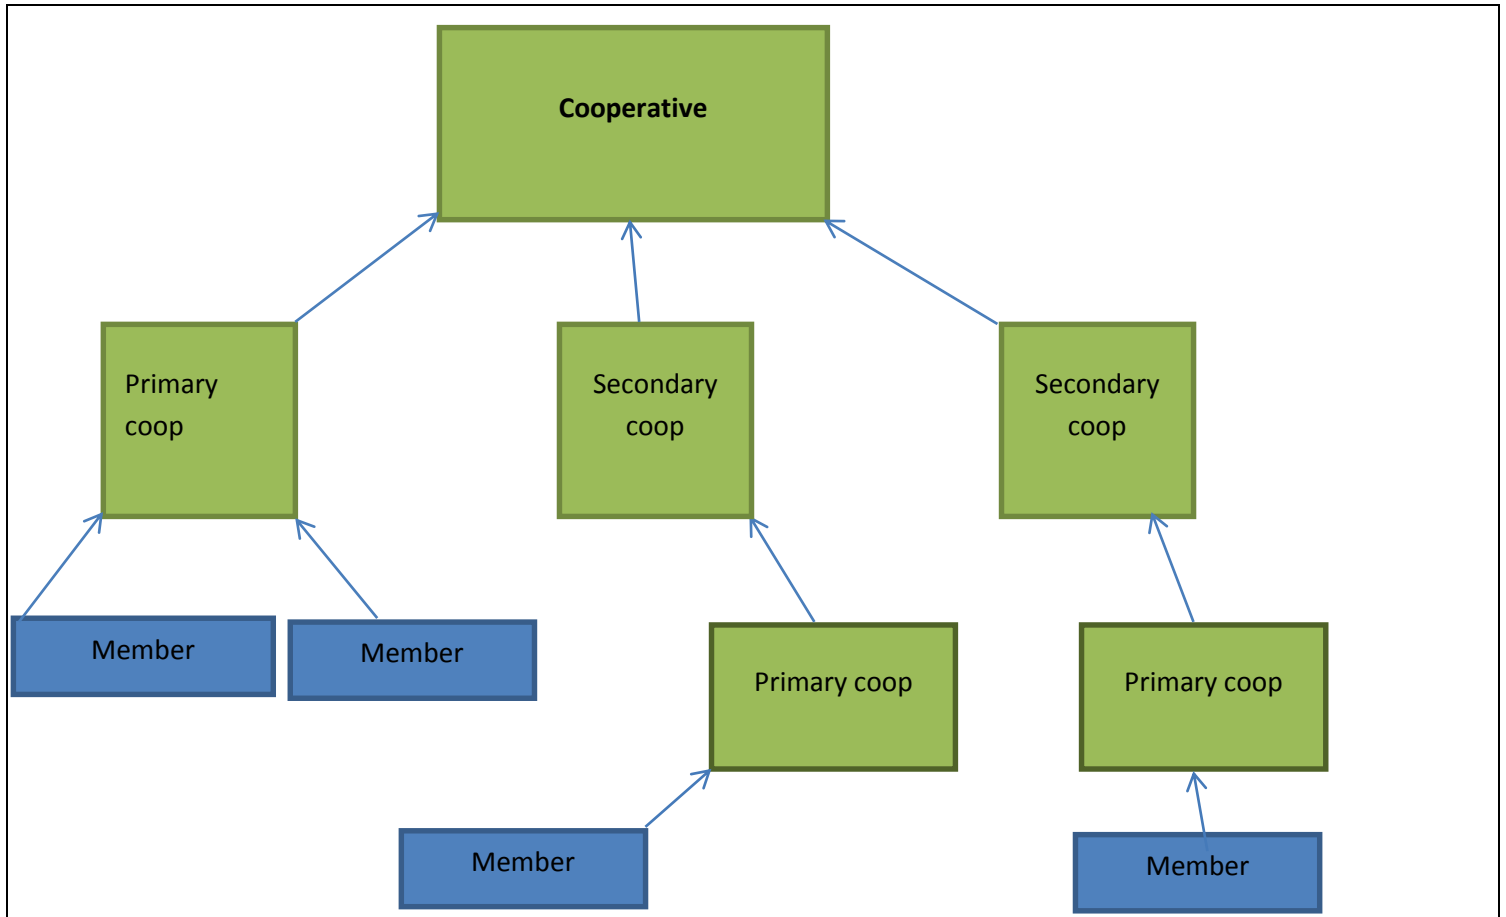 Cooperative
Primary
coop
Secondary
coop
Secondary
coop
Member
Member
Primary coop
Primary coop
Member
Member